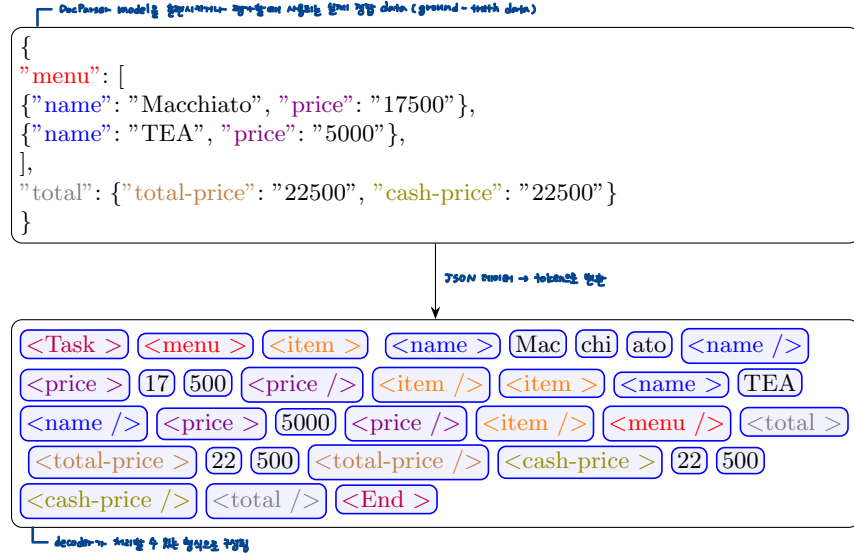 DocParser model을 훈련시키거나 평가할 때 사용되는 실제 정답 data (ground-truth data)
{
”menu”: [
{”name”: ”Macchiato”, ”price”: ”17500”},
{”name”: ”TEA”, ”price”: ”5000”},
],
”total”: {”total-price”: ”22500”, ”cash-price”: ”22500”}
}
JSON 데이터 → token으로 변환
<Task > <menu > <item > <name > Mac chi ato <name />
<price > 17 500 <price /> <item /> <item > <name > TEA
<name /> <price > 5000 <price /> <item /> <menu /> <total >
<total-price > 22 500 <total-price /> <cash-price > 22 500
<cash-price /> <total /> <End >
decoder가 처리할 수 있는 형식으로 구성됨